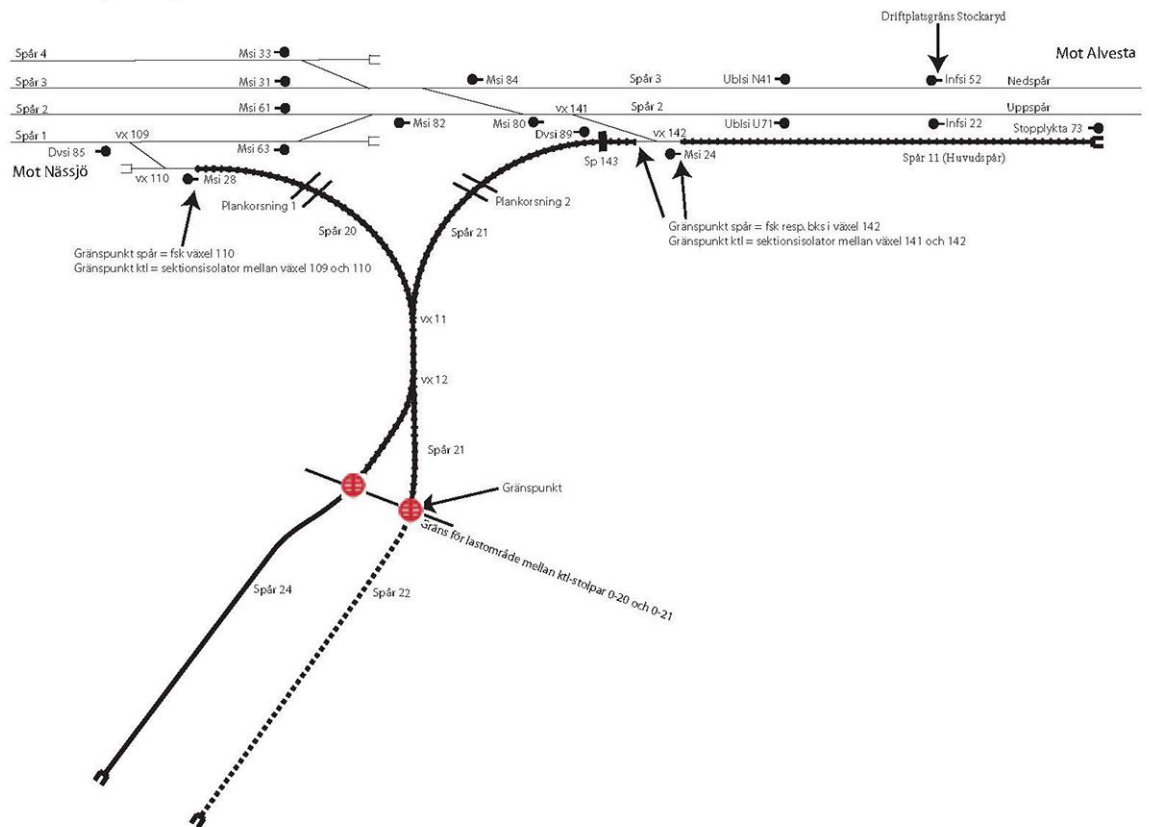 Driftplatsgräns Stockaryd
Mot Alvesta
Spår 4
Msi 33
Spår 3
Msi 31
Msi 84
Spår 3
Ublsi N41
Infsi 52
Nedspår
Spår 2
Msi 61
Msi 82
Msi 80
vx 141
Spår 2
Ublsi U71
Infsi 22
Uppspår
Stopplykta 73
Spår 1
vx 109
Dvsi 85
Msi 63
Dvsi 89
vx 142
Sp 143
Msi 24
Spår 11 (Huvudspår)
Mot Nässjö
vx 110
Msi 28
Plankorsning 1
Plankorsning 2
Spår 20
Spår 21
Gränspunkt spår = fsk resp. bks i växel 142
Gränspunkt ktl = sektionsisolator mellan växel 141 och 142
Gränspunkt spår = fsk växel 110
Gränspunkt ktl = sektionsisolator mellan växel 109 och 110
vx 11
vx 12
Spår 21
Gränspunkt
Gräns för lastområde mellan ktl-stolpar 0-20 och 0-21
Spår 24
Spår 22